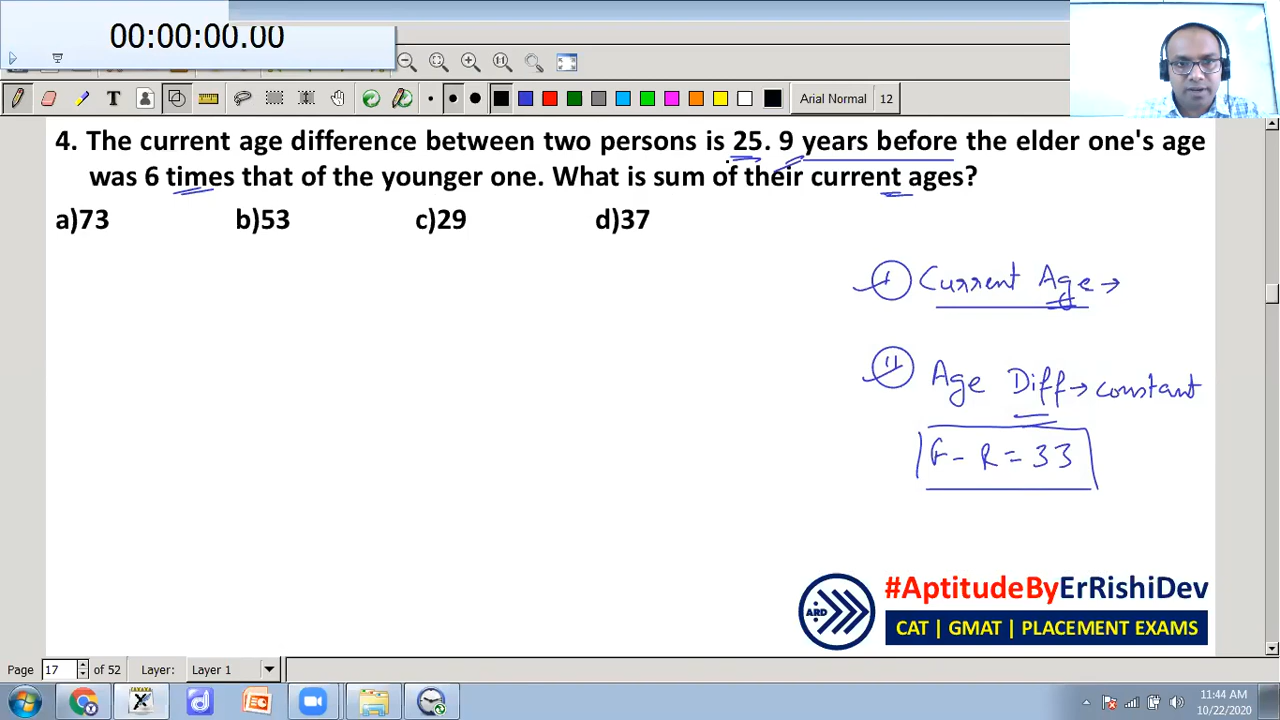 00:00:00.00
T
Arial Normal 12
4. The current age difference between two persons is 25. 9 years before the elder one's age
was 6 times that of the younger one. What is sum of their current ages?
a)73 b)53 c)29 d)37
I Current Age →
II Age Diff → constant
F - R = 33
ARD
#AptitudeByErRishiDev
CAT | GMAT | PLACEMENT EXAMS
Page 17 of 52 Layer: Layer 1
11:44 AM
10/22/2020